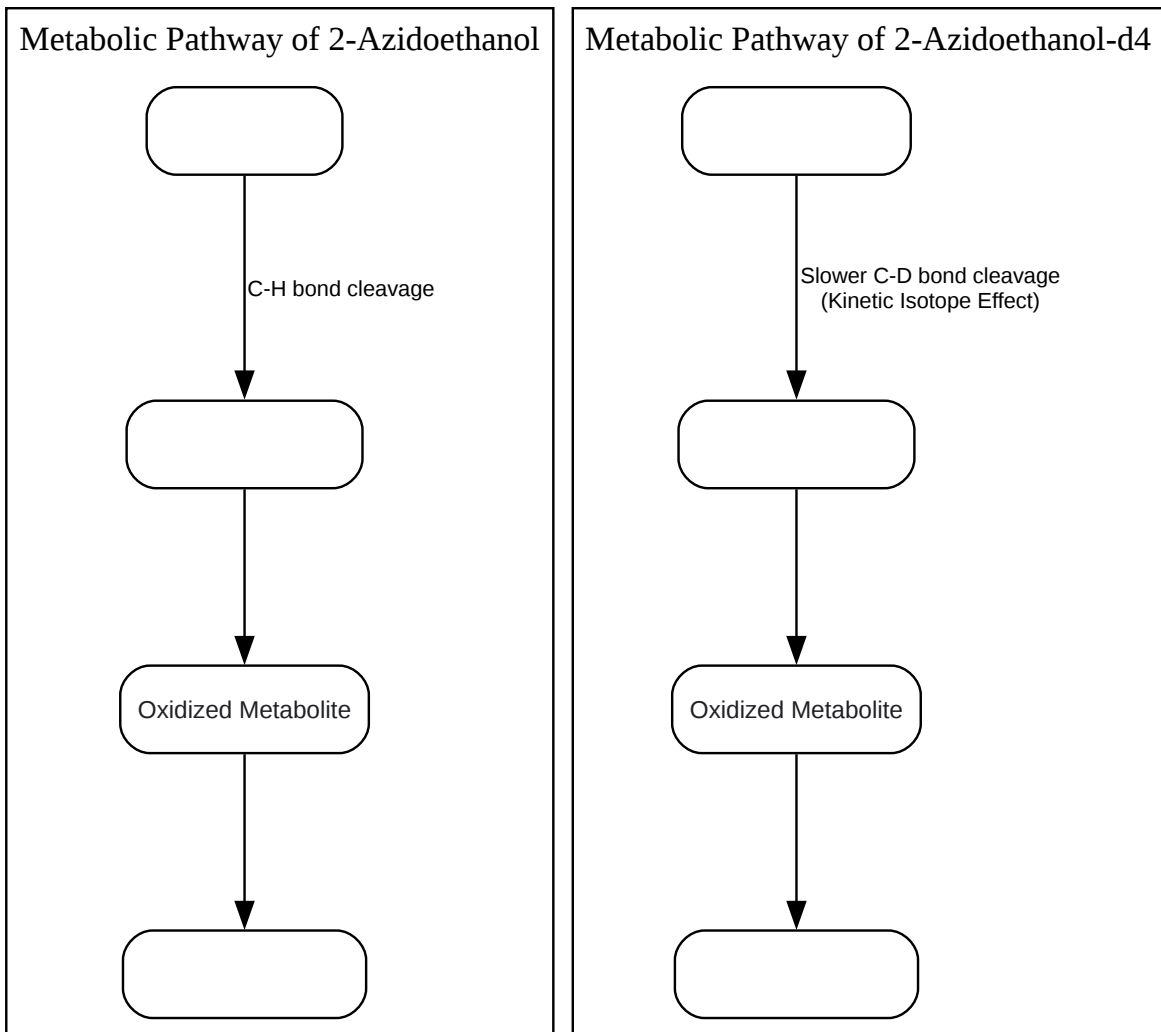 Metabolic Pathway of 2-Azidoethanol
C-H bond cleavage
Oxidized Metabolite
Metabolic Pathway of 2-Azidoethanol-d4
Slower C-D bond cleavage
(Kinetic Isotope Effect)
Oxidized Metabolite